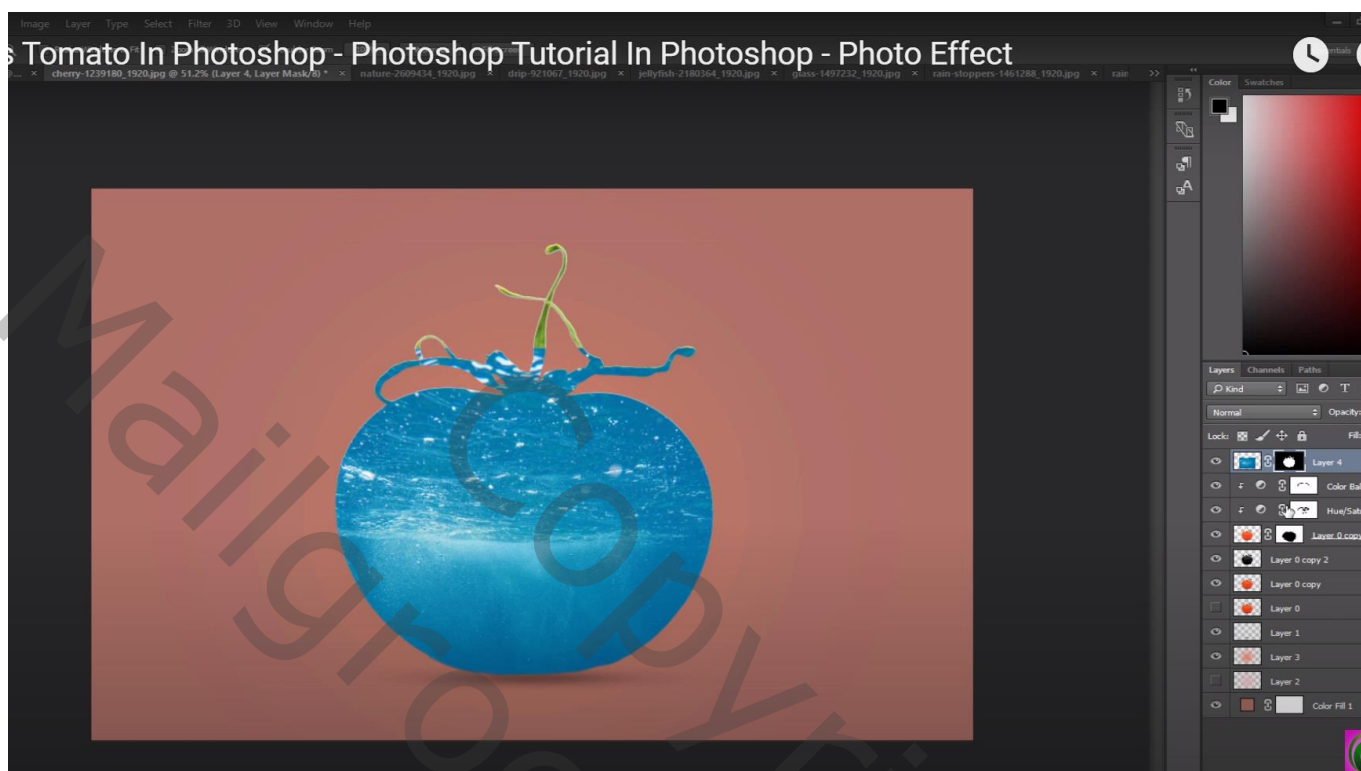 Image Layer Type Select Filter 3D View Window Help
s Tomato In Photoshop - Photoshop Tutorial In Photoshop - Photo Effect
cherry-1239180_1920.jpg @ 51.2% (Layer 4, Layer Mask/8) * × nature-2609434_1920.jpg × drip-921067_1920.jpg × jellyfish-2180364_1920.jpg × glass-1497232_1920.jpg × rain-stoppers-1461288_1920.jpg × rain >>
Color Swatches
Layers Channels Paths
Kind
Normal Opacity:
Lock: Fill
Layer 4
Color Bal
Hue/Satu
Layer 0 copy
Layer 0 copy 2
Layer 0 copy
Layer 0
Layer 1
Layer 3
Layer 2
Color Fill 1